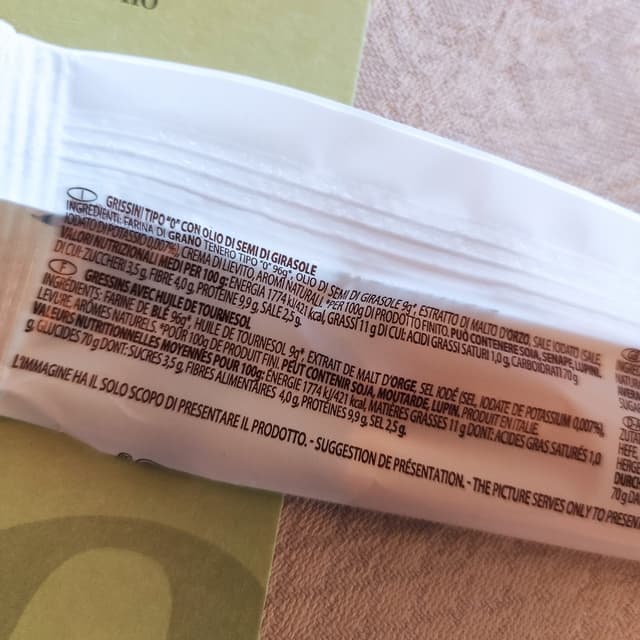 I GRISSINI TIPO "0" CON OLIO DI SEMI DI GIRASOLE
INGREDIENTI: FARINA DI GRANO TENERO TIPO "0" 96g*, OLIO DI SEMI DI GIRASOLE 9g*, ESTRATTO DI MALTO D'ORZO, SALE IODATO (SALE
CREMA DI LIEVITO, AROMI NATURALI. *PER 100g DI PRODOTTO FINITO. PUÒ CONTENERE SOIA, SENAPE, LUPINI.
VALORI NUTRIZIONALI MEDI PER 100 g: ENERGIA 1774 kJ/421 kcal, GRASSI 11 g DI CUI: ACIDI GRASSI SATURI 1,0 g, CARBOIDRATI 70 g
DI CUI: ZUCCHERI 3,5 g, FIBRE 4,0 g, PROTEINE 9,9 g, SALE 2,5 g.
F GRESSINS AVEC HUILE DE TOURNESOL
INGRÉDIENTS: FARINE DE BLÉ 96g*, HUILE DE TOURNESOL 9g*, EXTRAIT DE MALT D'ORGE, SEL IODÉ (SEL, IODATE DE POTASSIUM 0,007%),
LEVURE, ARÔMES NATURELS. *POUR 100g DE PRODUIT FINI. PEUT CONTENIR SOJA, MOUTARDE, LUPIN. PRODUIT EN ITALIE.
VALEURS NUTRITIONNELLES MOYENNES POUR 100g: ÉNERGIE 1774 kJ/421 kcal, MATIÈRES GRASSES 11 g DONT: ACIDES GRAS SATURÉS 1,0
g, GLUCIDES 70 g DONT: SUCRES 3,5 g, FIBRES ALIMENTAIRES 4,0 g, PROTÉINES 9,9 g, SEL 2,5 g.
L'IMMAGINE HA IL SOLO SCOPO DI PRESENTARE IL PRODOTTO. - SUGGESTION DE PRÉSENTATION. - THE PICTURE SERVES ONLY TO PRESEN